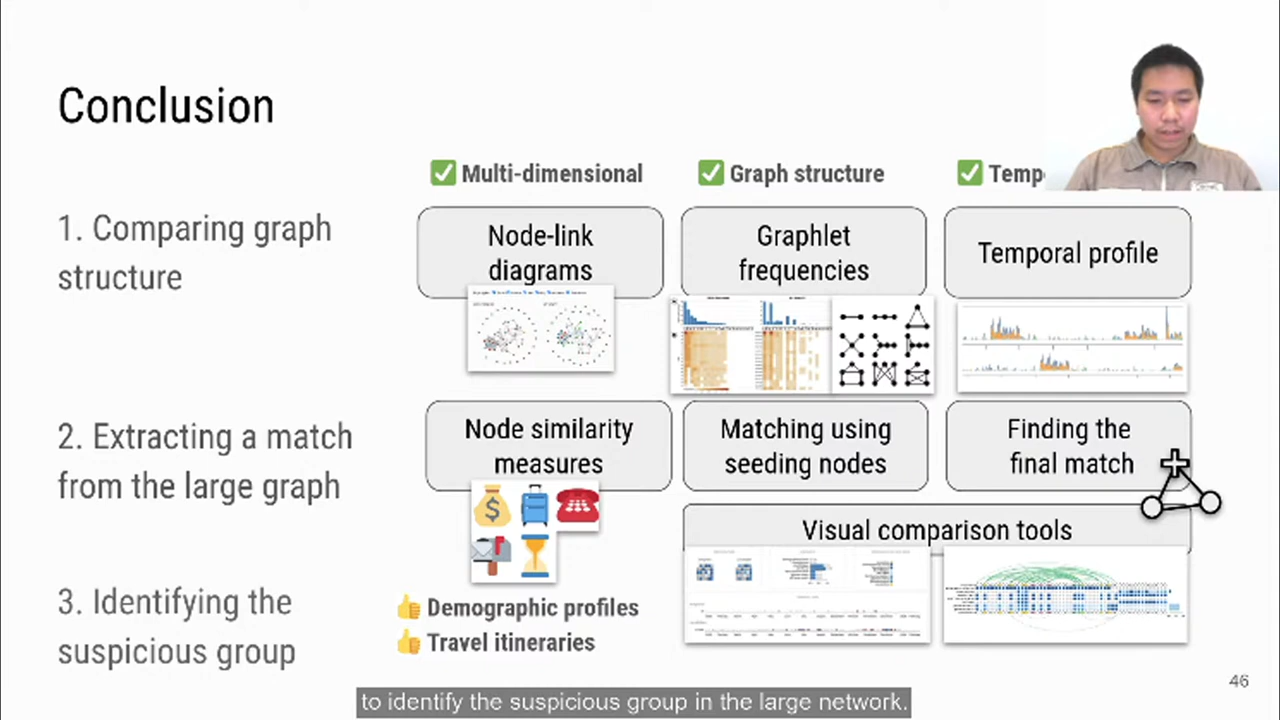 Conclusion
Multi-dimensional
Graph structure
Temp
1. Comparing graph
structure
Node-link
diagrams
Graphlet
frequencies
Temporal profile
2. Extracting a match
from the large graph
Node similarity
measures
Matching using
seeding nodes
Finding the
final match
Visual comparison tools
3. Identifying the
suspicious group
👍 Demographic profiles
👍 Travel itineraries
46
to identify the suspicious group in the large network.